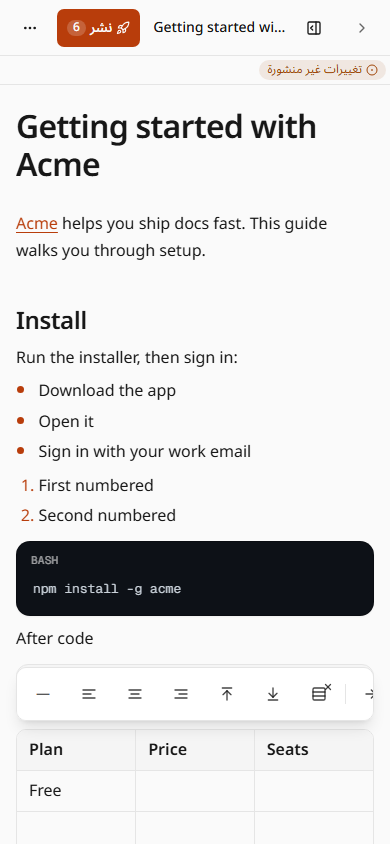 نشر 6
Getting started wi...
تغييرات غير منشورة
Getting started with
Acme
Acme helps you ship docs fast. This guide
walks you through setup.
Install
Run the installer, then sign in:
Download the app
Open it
Sign in with your work email
1. First numbered
2. Second numbered
BASH
npm install -g acme
After code
Plan Price Seats
Free